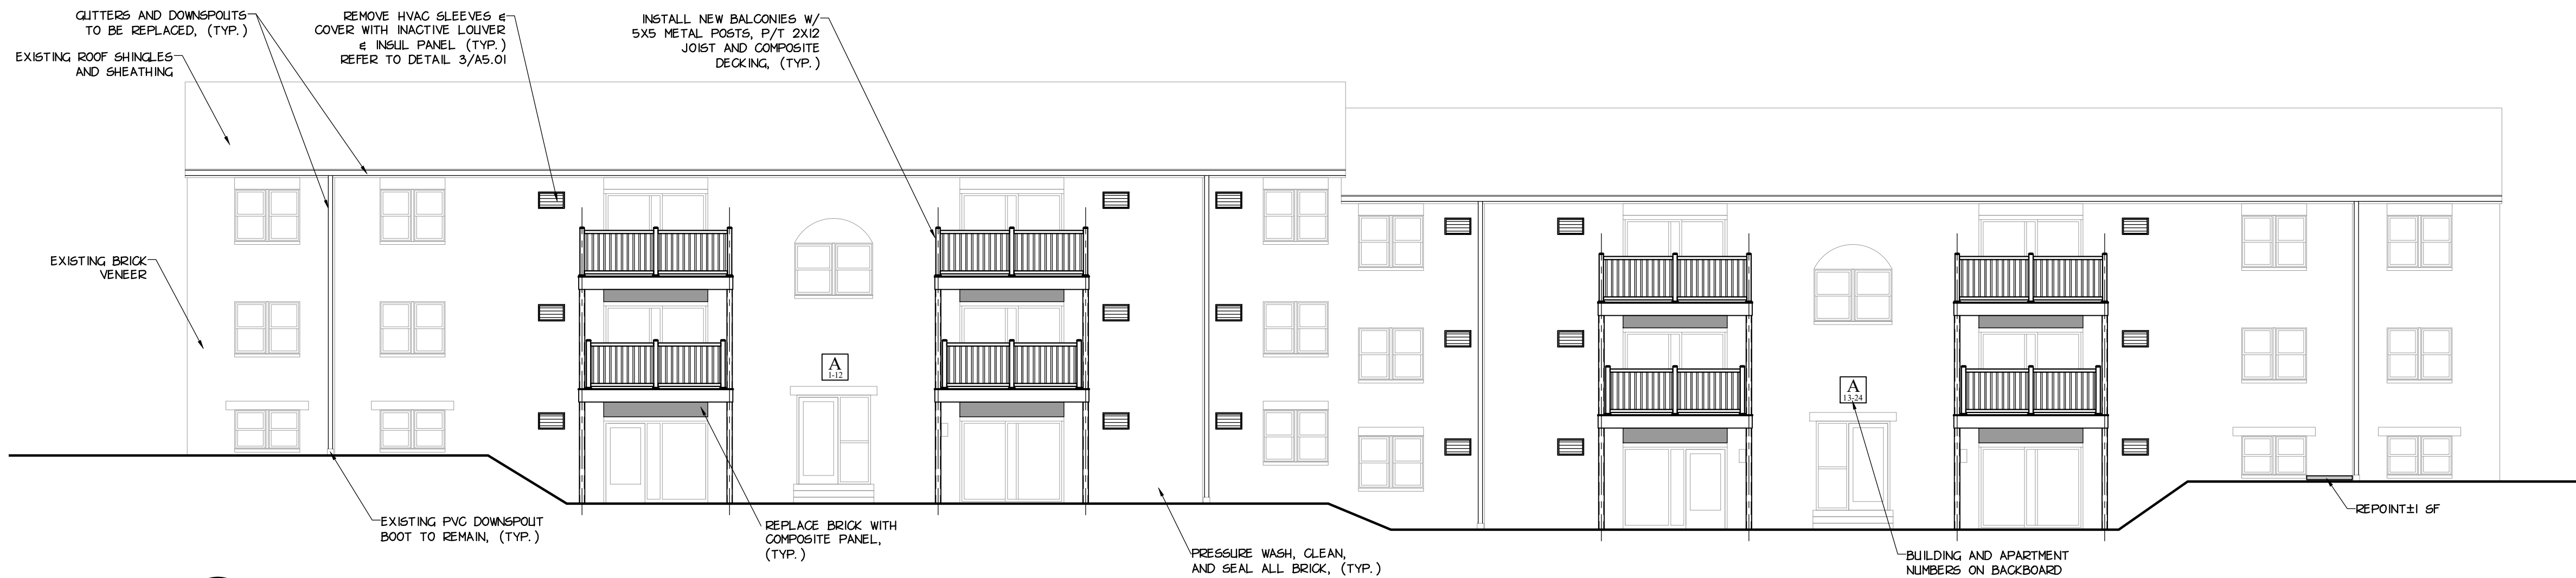 GUTTERS AND DOWNSPOUTS
TO BE REPLACED, (TYP.)
EXISTING ROOF SHINGLES
AND SHEATHING
REMOVE HVAC SLEEVES &
COVER WITH INACTIVE LOUVER
& INSUL PANEL (TYP.)
REFER TO DETAIL 3/A5.01
INSTALL NEW BALCONIES W/
5X5 METAL POSTS, P/T 2X12
JOIST AND COMPOSITE
DECKING, (TYP.)
EXISTING BRICK
VENEER
A
1-12
A
13-24
EXISTING PVC DOWNSPOUT
BOOT TO REMAIN, (TYP.)
REPLACE BRICK WITH
COMPOSITE PANEL,
(TYP.)
PRESSURE WASH, CLEAN,
AND SEAL ALL BRICK, (TYP.)
BUILDING AND APARTMENT
NUMBERS ON BACKBOARD
REPOINT±1 SF